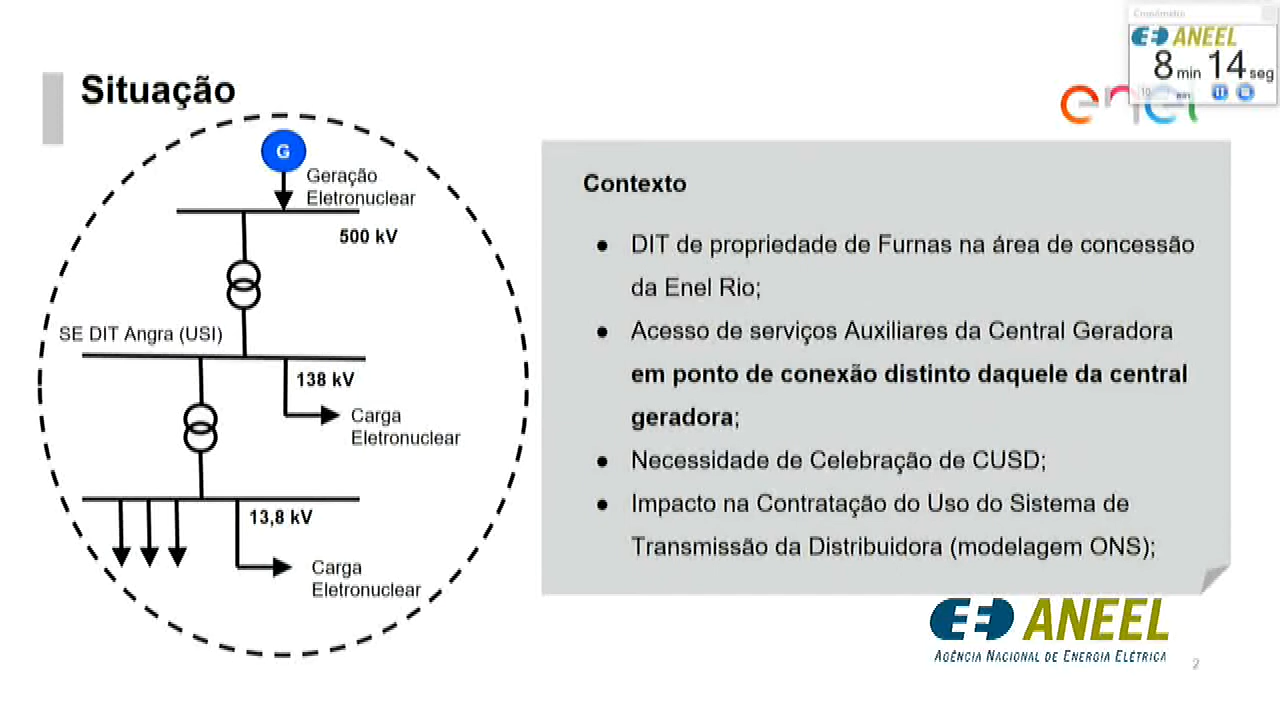 Cronômetro
ANEEL
8 min 14 seg
Situação
enel
G
Geração
Eletronuclear
500 kV
SE DIT Angra (USI)
138 kV
Carga
Eletronuclear
13,8 kV
Carga
Eletronuclear
Contexto
● DIT de propriedade de Furnas na área de concessão
da Enel Rio;
● Acesso de serviços Auxiliares da Central Geradora
em ponto de conexão distinto daquele da central
geradora;
● Necessidade de Celebração de CUSD;
● Impacto na Contratação do Uso do Sistema de
Transmissão da Distribuidora (modelagem ONS);
ANEEL
AGÊNCIA NACIONAL DE ENERGIA ELÉTRICA
2